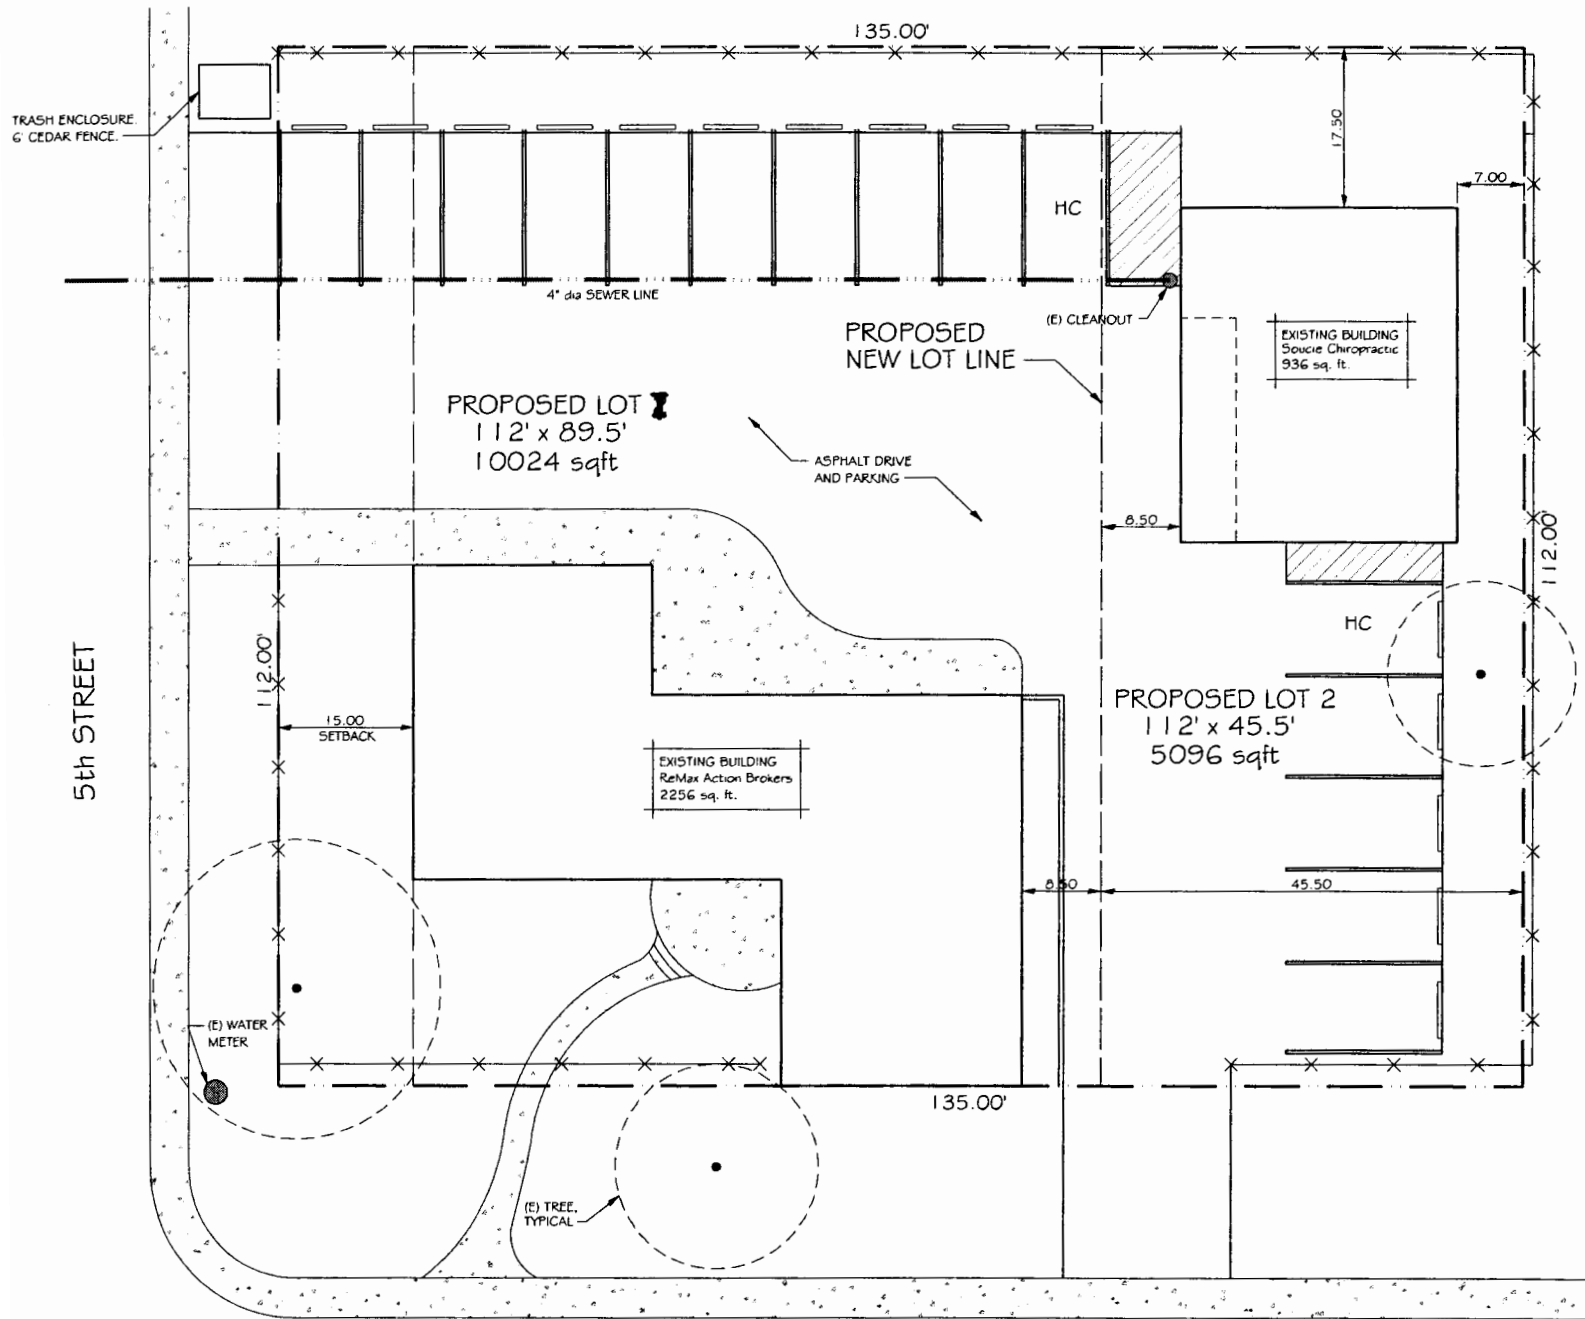 135.00'
TRASH ENCLOSURE.
6' CEDAR FENCE.
17.50
7.00
HC
4" dia SEWER LINE
(E) CLEANOUT
PROPOSED
NEW LOT LINE
EXISTING BUILDING
Soucie Chiropractic
936 sq. ft.
PROPOSED LOT
112' x 89.5'
10024 sqft
ASPHALT DRIVE
AND PARKING
8.50
112.00'
HC
5th STREET
112.00'
15.00
SETBACK
PROPOSED LOT 2
112' x 45.5'
5096 sqft
EXISTING BUILDING
ReMax Action Brokers
2256 sq. ft.
8.50
45.50
(E) WATER
METER
135.00'
(E) TREE,
TYPICAL